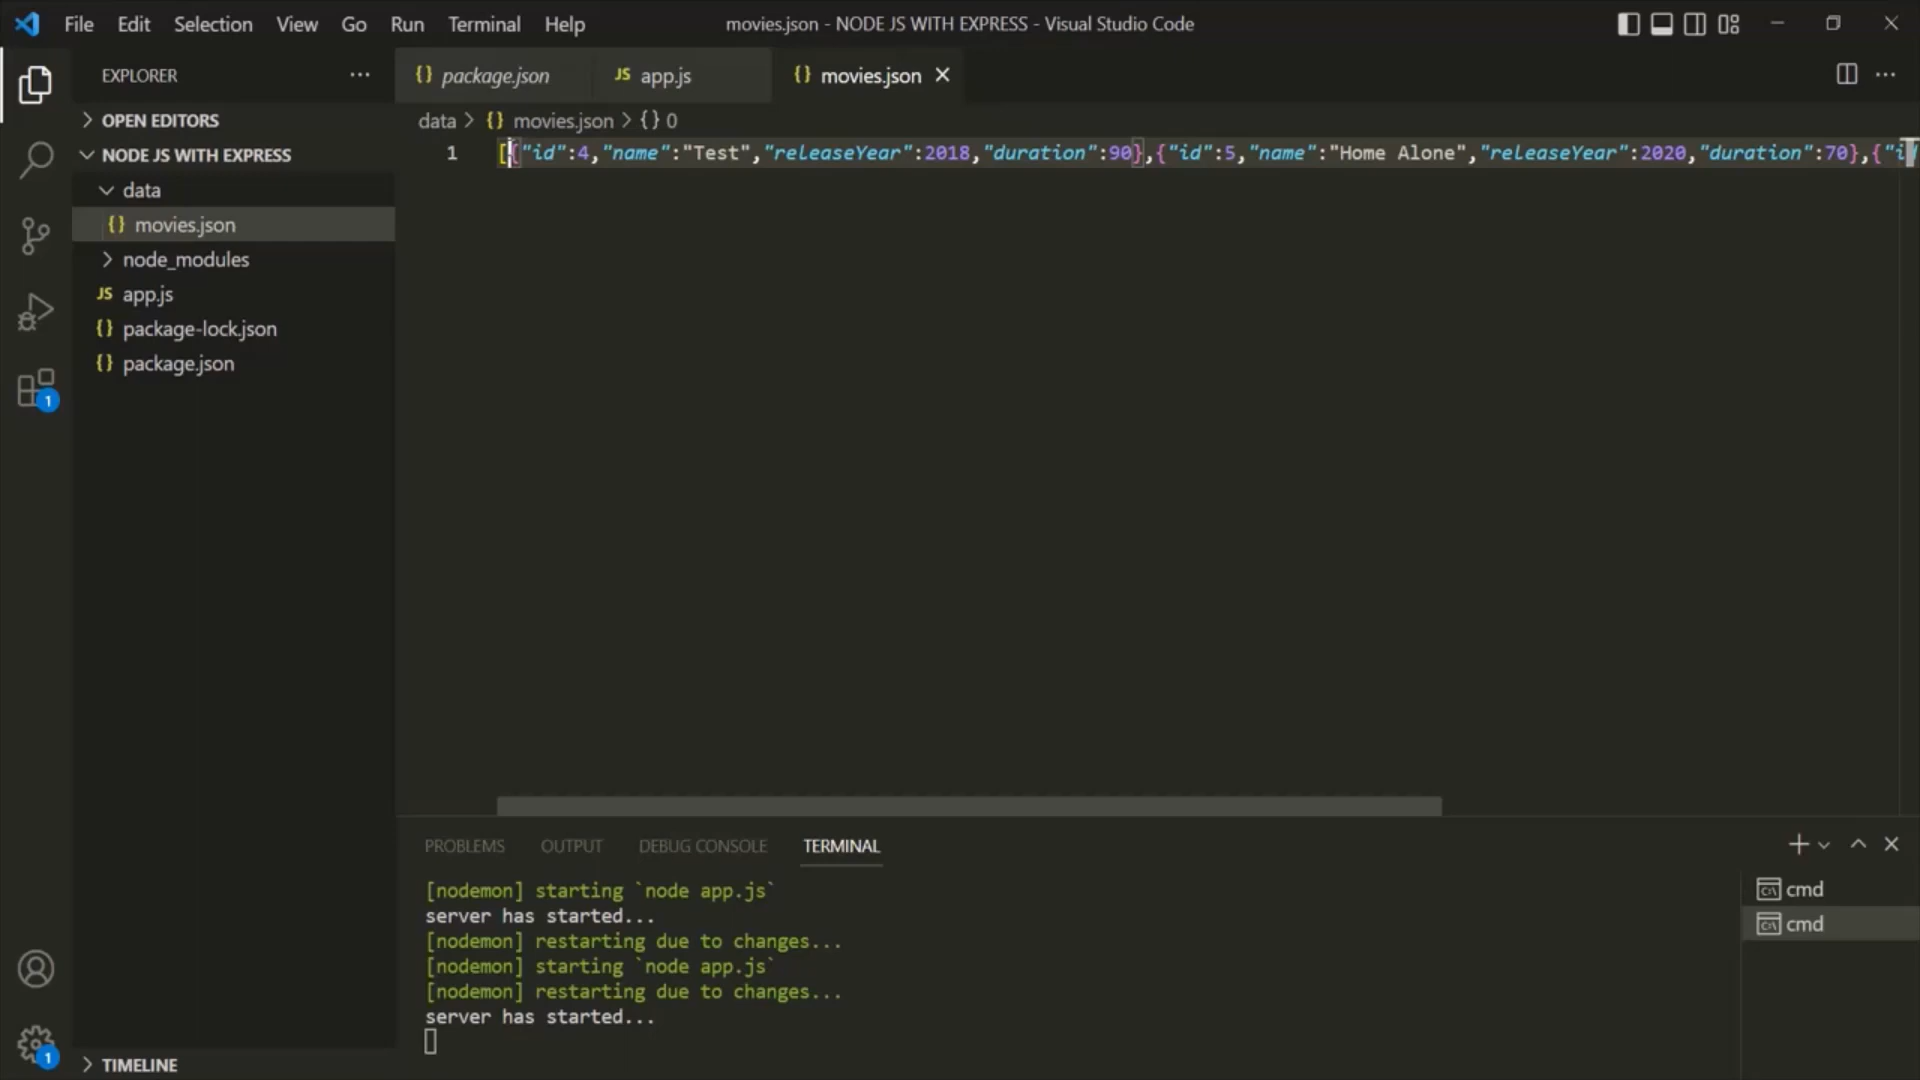 File Edit Selection View Go Run Terminal Help
movies.json - NODE JS WITH EXPRESS - Visual Studio Code
EXPLORER ...
{} package.json
JS app.js
{} movies.json
OPEN EDITORS
NODE JS WITH EXPRESS
data
{} movies.json
node_modules
JS app.js
{} package-lock.json
{} package.json
TIMELINE
1
1
data > {} movies.json > {} 0
1 [{"id":4,"name":"Test","releaseYear":2018,"duration":90},{"id":5,"name":"Home Alone","releaseYear":2020,"duration":70},{"i
PROBLEMS OUTPUT DEBUG CONSOLE TERMINAL
[nodemon] starting `node app.js`
server has started...
[nodemon] restarting due to changes...
[nodemon] starting `node app.js`
[nodemon] restarting due to changes...
server has started...
cmd
cmd